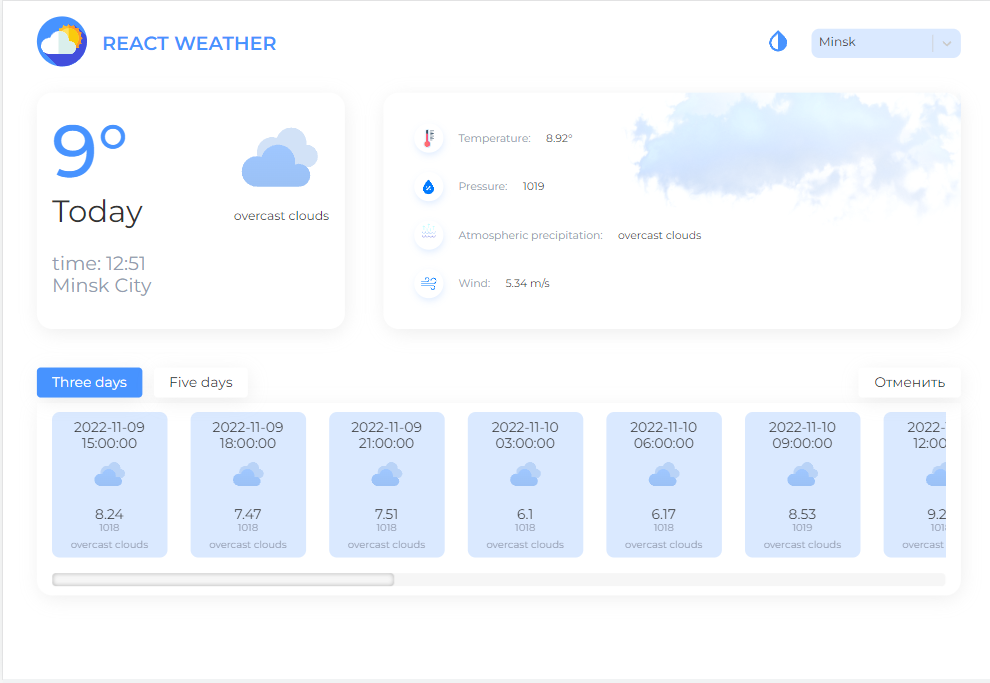 REACT WEATHER
Minsk
9°
Today
overcast clouds
time: 12:51
Minsk City
Temperature: 8.92°
Pressure: 1019
Atmospheric precipitation: overcast clouds
Wind: 5.34 m/s
Three days
Five days
Отменить
2022-11-09
15:00:00
8.24
1018
overcast clouds
2022-11-09
18:00:00
7.47
1018
overcast clouds
2022-11-09
21:00:00
7.51
1018
overcast clouds
2022-11-10
03:00:00
6.1
1018
overcast clouds
2022-11-10
06:00:00
6.17
1018
overcast clouds
2022-11-10
09:00:00
8.53
1019
overcast clouds
2022-
12:00
9.2
101
overcast